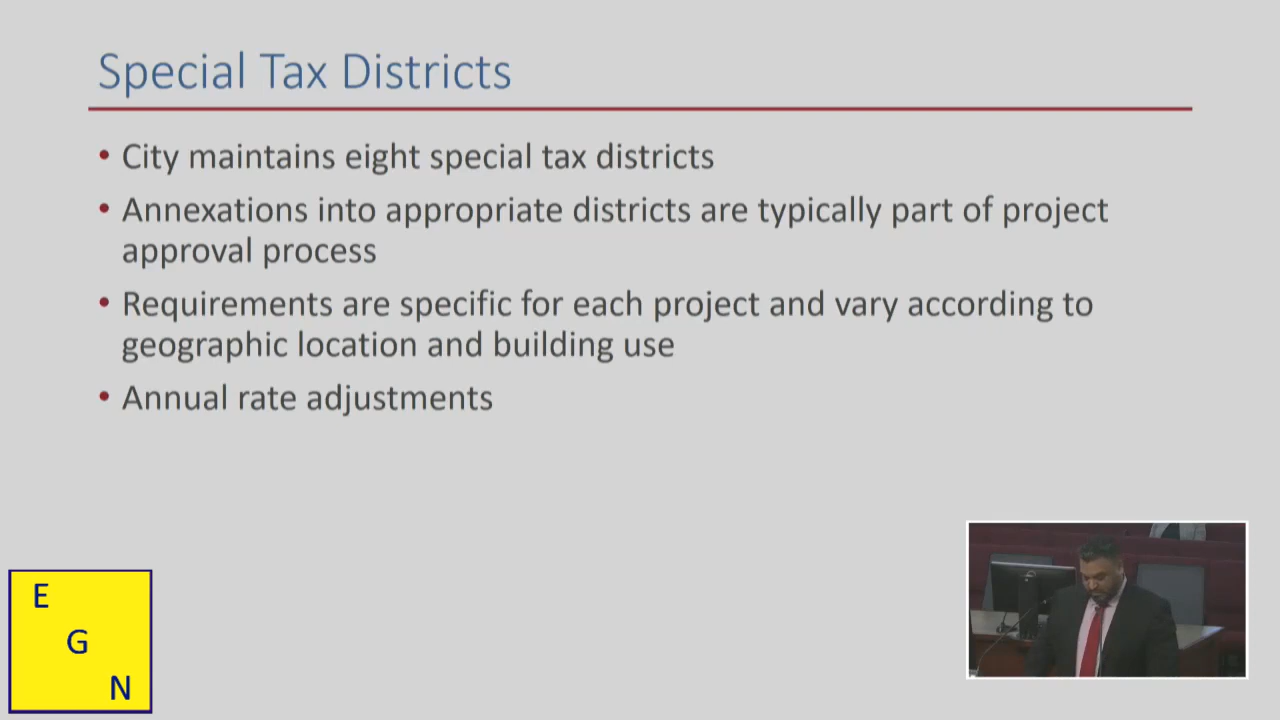 Special Tax Districts
• City maintains eight special tax districts
• Annexations into appropriate districts are typically part of project
approval process
• Requirements are specific for each project and vary according to
geographic location and building use
• Annual rate adjustments
E
G
N